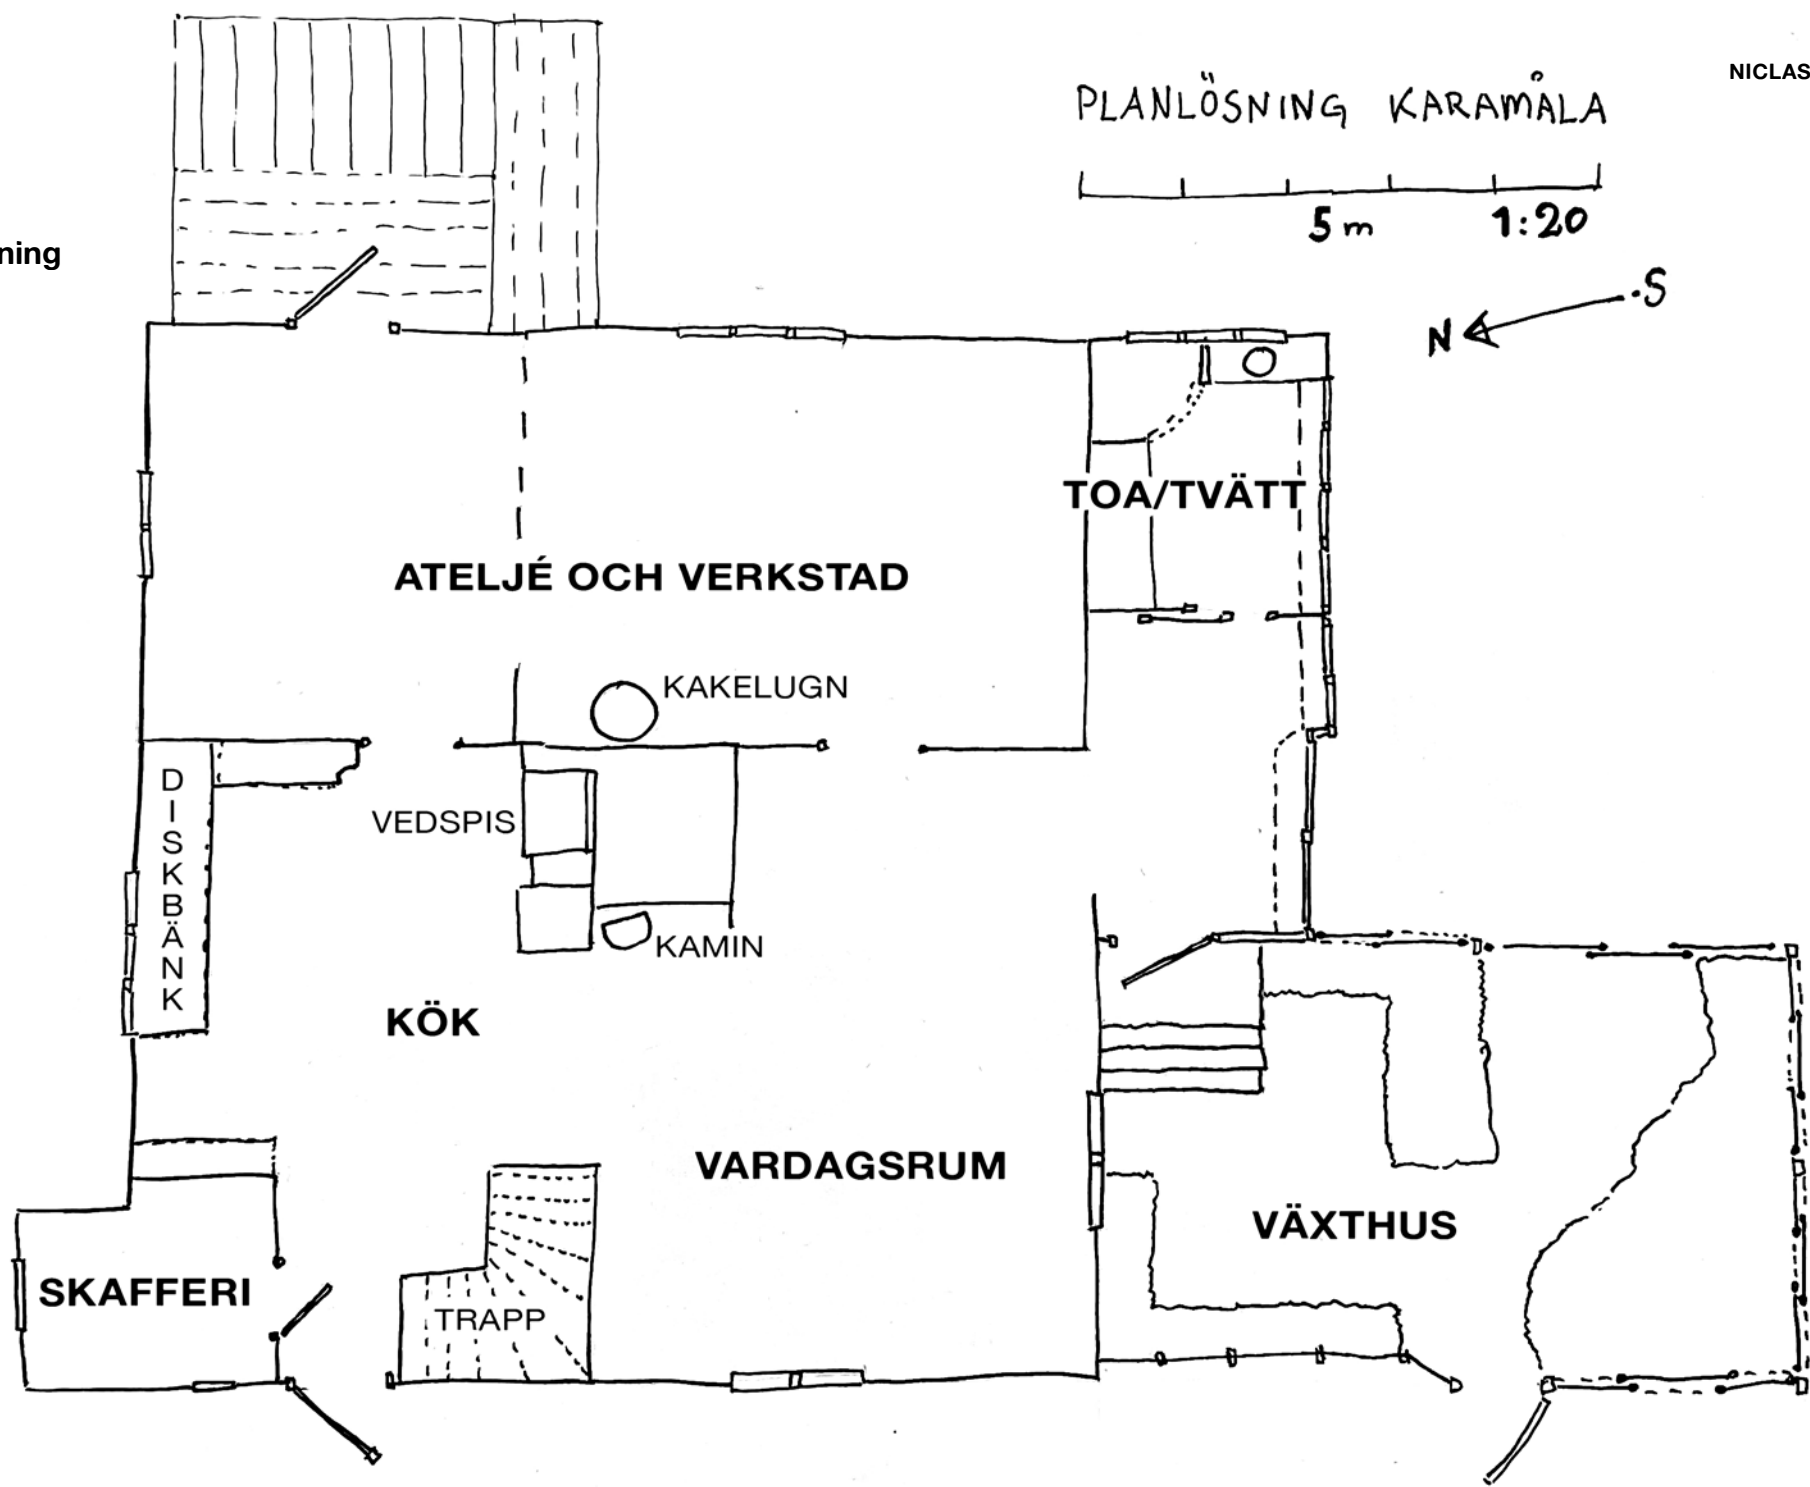 NICLAS
PLANLÖSNING KARAMÅLA
5 m 1:20
ning
S
N
TOA/TVÄTT
ATELJÉ OCH VERKSTAD
KAKELUGN
DISKBÄNK
VEDSPIS
KAMIN
KÖK
VARDAGSRUM
VÄXTHUS
SKAFFERI
TRAPP